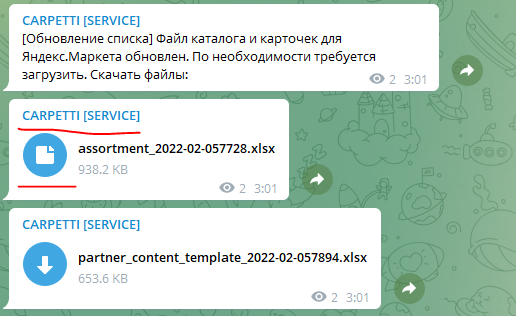 CARPETTI [SERVICE]
[Обновление списка] Файл каталога и карточек для
Яндекс.Маркета обновлен. По необходимости требуется
загрузить. Скачать файлы:
2 3:01
CARPETTI [SERVICE]
assortment_2022-02-057728.xlsx
938.2 KB
2 3:01
CARPETTI [SERVICE]
partner_content_template_2022-02-057894.xlsx
653.6 KB
2 3:01